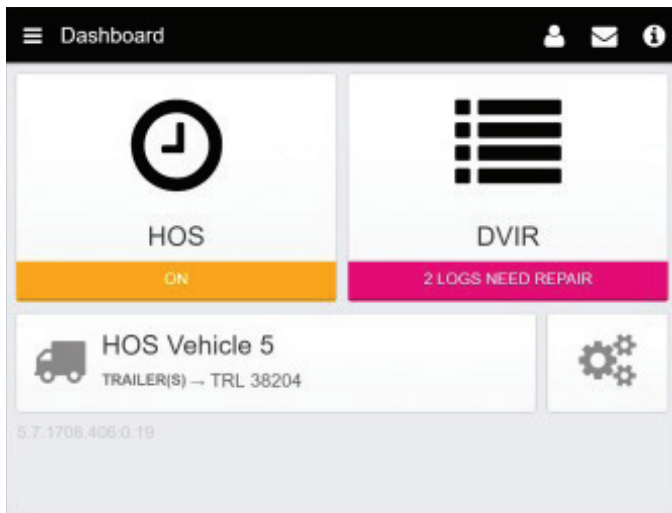 Dashboard
HOS
DVIR
ON
2 LOGS NEED REPAIR
HOS Vehicle 5
TRAILER(S) → TRL 38204
5.7.1708.406:0.19